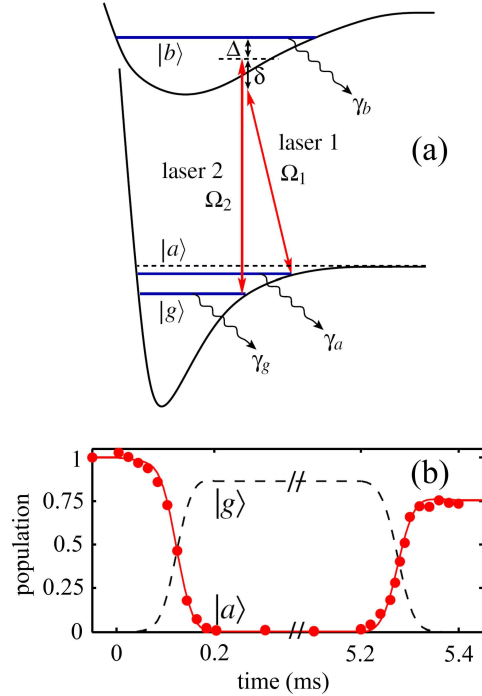 |b⟩
Δ
δ
γb
(a)
laser 1
Ω1
laser 2
Ω2
|a⟩
|g⟩
γa
γg
(b)
population
1
0.75
0.5
0.25
0
|g⟩
|a⟩
0
0.2
5.2
5.4
time (ms)